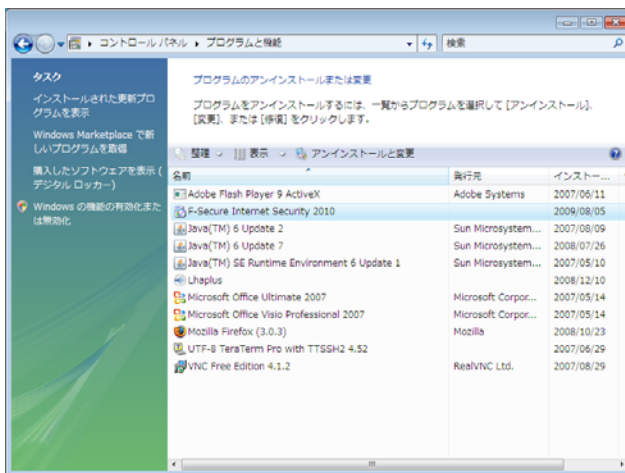 コントロール パネル ▸ プログラムと機能
検索
タスク
インストールされた更新プロ
グラムを表示
Windows Marketplace で新
しいプログラムを取得
購入したソフトウェアを表示 (
デジタル ロッカー)
Windows の機能の有効化また
は無効化
プログラムのアンインストールまたは変更
プログラムをアンインストールするには、一覧からプログラムを選択して [アンインストール]、
[変更]、または [修復] をクリックします。
整理 表示 アンインストールと変更
名前 発行元 インストー...
Adobe Flash Player 9 ActiveX Adobe Systems 2007/06/11
F-Secure Internet Security 2010 2009/08/05
Java(TM) 6 Update 2 Sun Microsystem... 2007/08/09
Java(TM) 6 Update 7 Sun Microsystem... 2008/07/26
Java(TM) SE Runtime Environment 6 Update 1 Sun Microsystem... 2007/05/10
Lhaplus 2008/12/10
Microsoft Office Ultimate 2007 Microsoft Corpor... 2007/05/14
Microsoft Office Visio Professional 2007 Microsoft Corpor... 2007/05/14
Mozilla Firefox (3.0.3) Mozilla 2008/10/23
UTF-8 TeraTerm Pro with TTSSH2 4.52 2007/06/29
VNC Free Edition 4.1.2 RealVNC Ltd. 2007/08/29